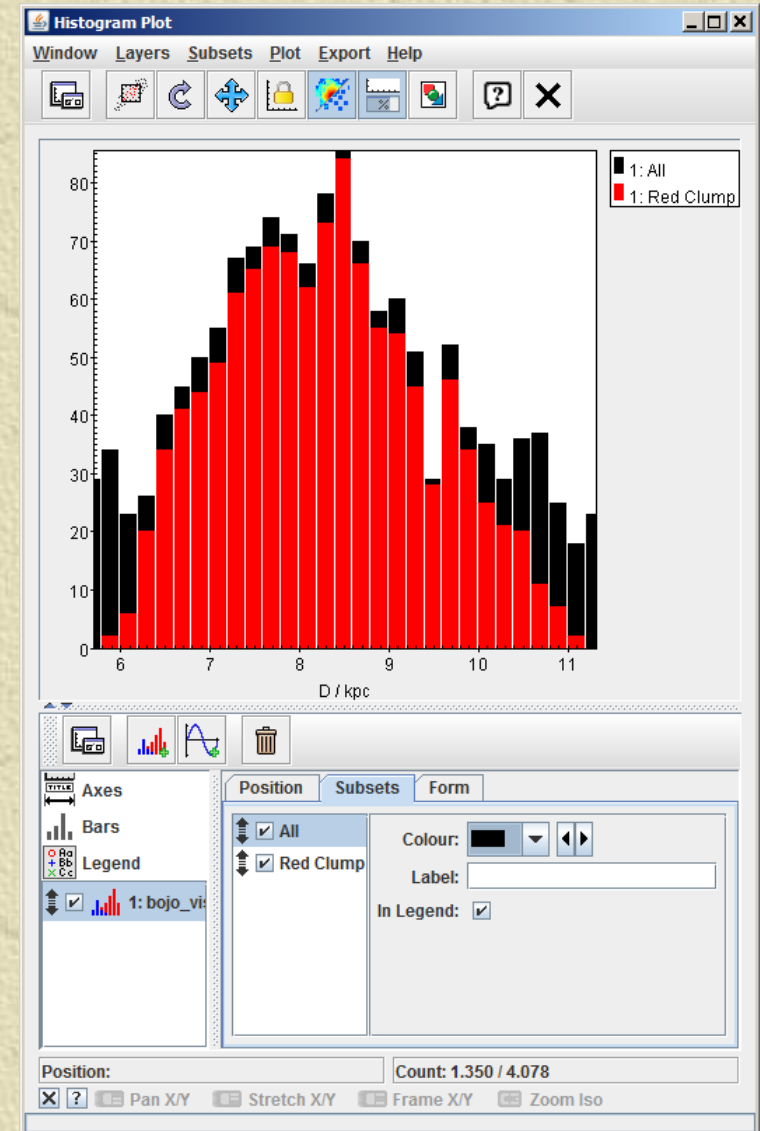 Histogram Plot
Window Layers Subsets Plot Export Help
80
70
60
50
40
30
20
10
0
6 7 8 9 10 11
D / kpc
1: All
1: Red Clump
TITLE
Axes
Bars
Legend
1: bojo_vis
Position Subsets Form
All
Red Clump
Colour:
Label:
In Legend:
Position:
Count: 1.350 / 4.078
Pan X/Y Stretch X/Y Frame X/Y Zoom Iso